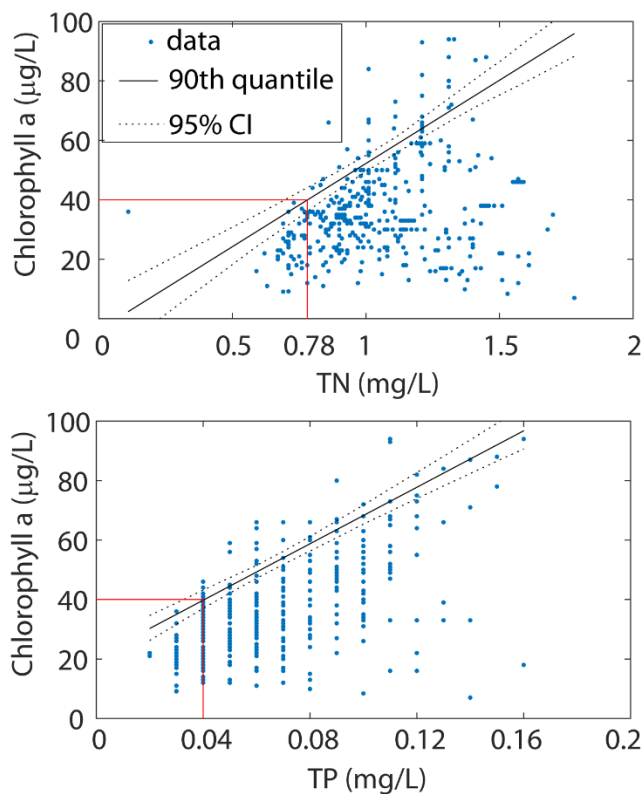 100
80
60
40
20
0
Chlorophyll a (μg/L)
data
90th quantile
95% CI
0 0.5 0.78 1 1.5 2
TN (mg/L)
100
80
60
40
20
0
Chlorophyll a (μg/L)
0 0.04 0.08 0.12 0.16 0.2
TP (mg/L)